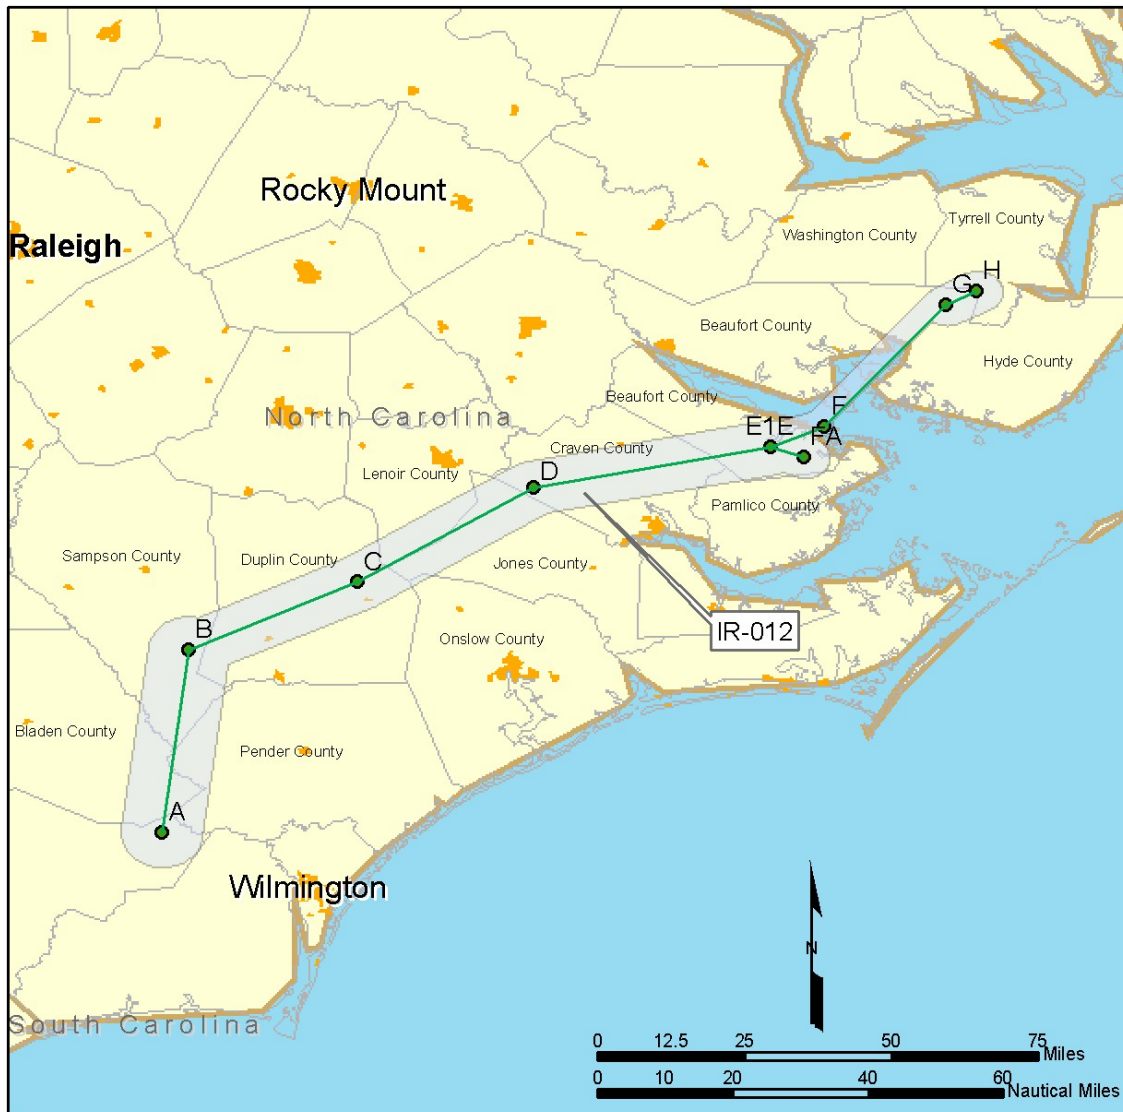 Rocky Mount
Raleigh
Tyrrell County
Washington County
H
G
Beaufort County
Hyde County
Beaufort County
North Carolina
F
E1E
FA
Craven County
Lenoir County
D
Pamlico County
Sampson County
Duplin County
C
Jones County
B
Onslow County
IR-012
Bladen County
Pender County
A
Wilmington
N
South Carolina
0 12.5 25 50 75
Miles
0 10 20 40 60
Nautical Miles